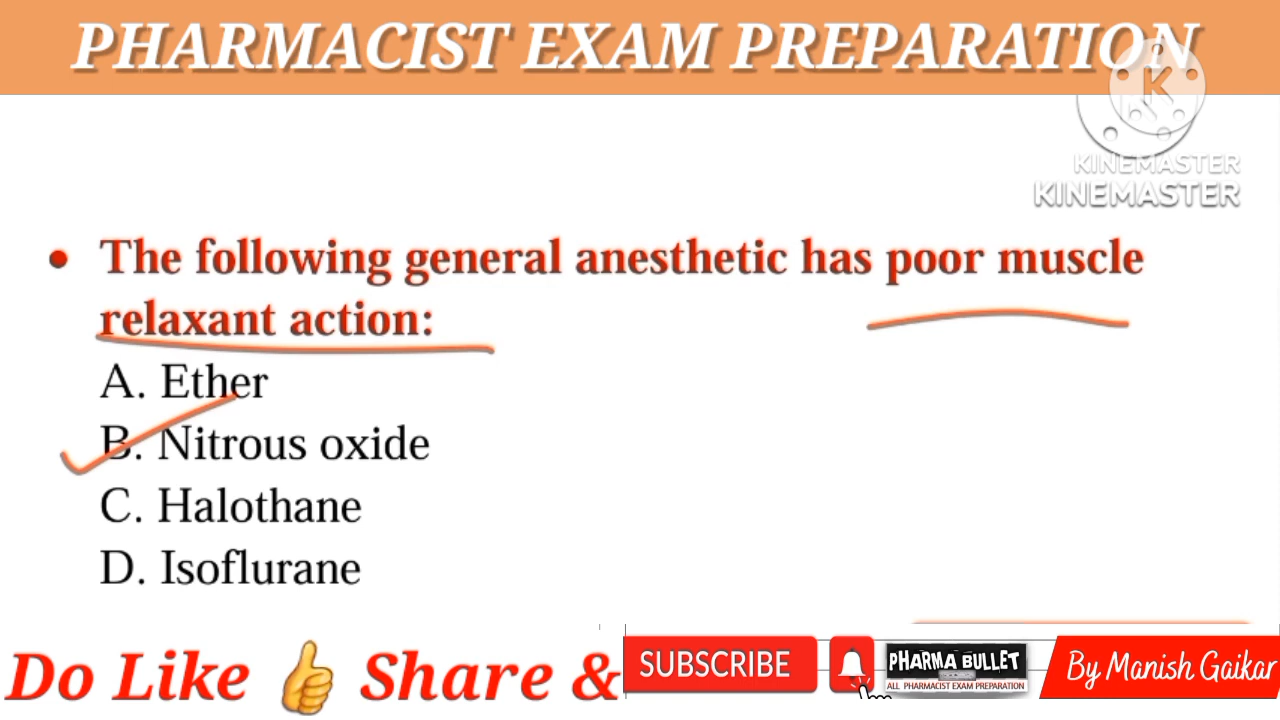 PHARMACIST EXAM PREPARATION
KINEMASTER
KINEMASTER
• The following general anesthetic has poor muscle
relaxant action:
A. Ether
B. Nitrous oxide
C. Halothane
D. Isoflurane
Do Like 👍 Share &
SUBSCRIBE
PHARMA BULLET
ALL PHARMACIST EXAM PREPARATION
By Manish Gaikar